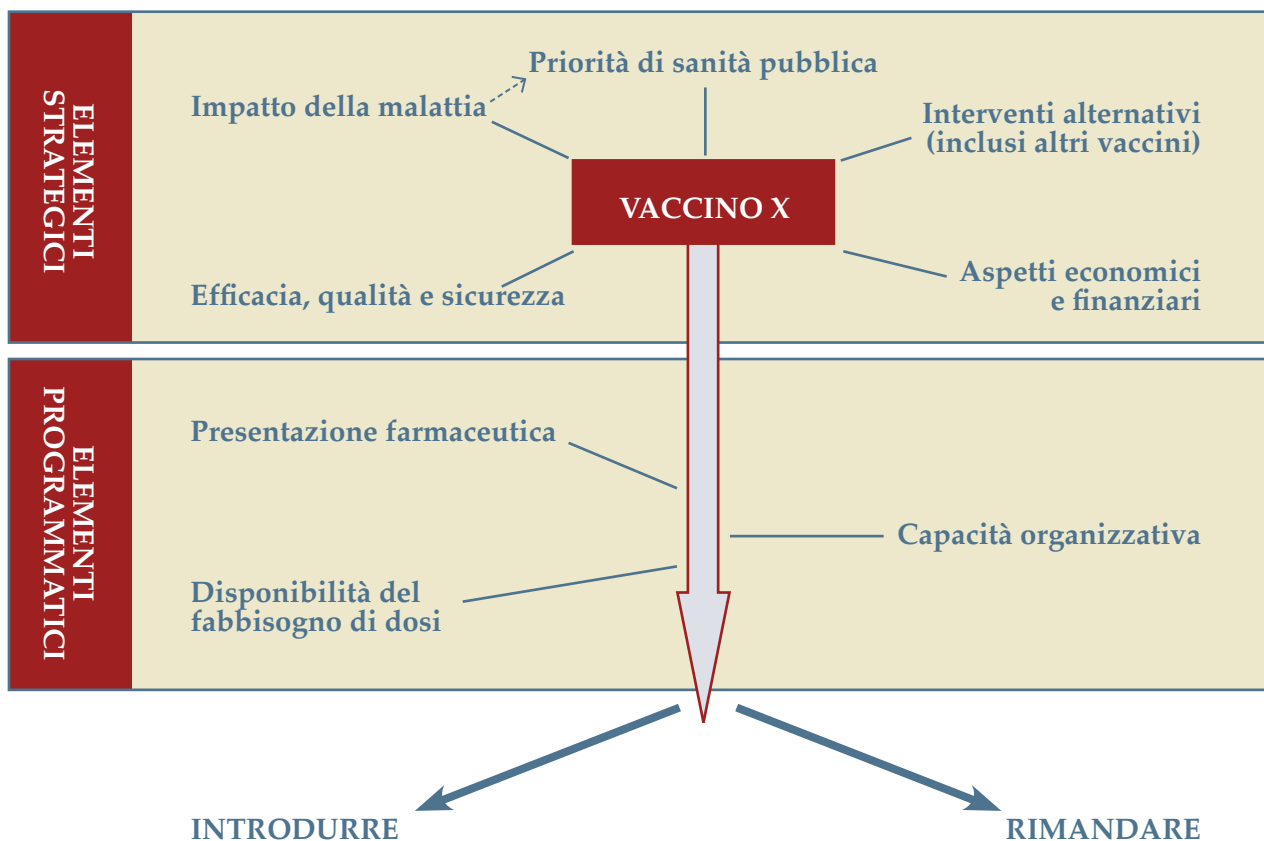 ELEMENTI
STRATEGICI
Priorità di sanità pubblica
Impatto della malattia
Interventi alternativi
(inclusi altri vaccini)
VACCINO X
Efficacia, qualità e sicurezza
Aspetti economici
e finanziari
ELEMENTI
PROGRAMMATICI
Presentazione farmaceutica
Capacità organizzativa
Disponibilità del
fabbisogno di dosi
INTRODURRE
RIMANDARE